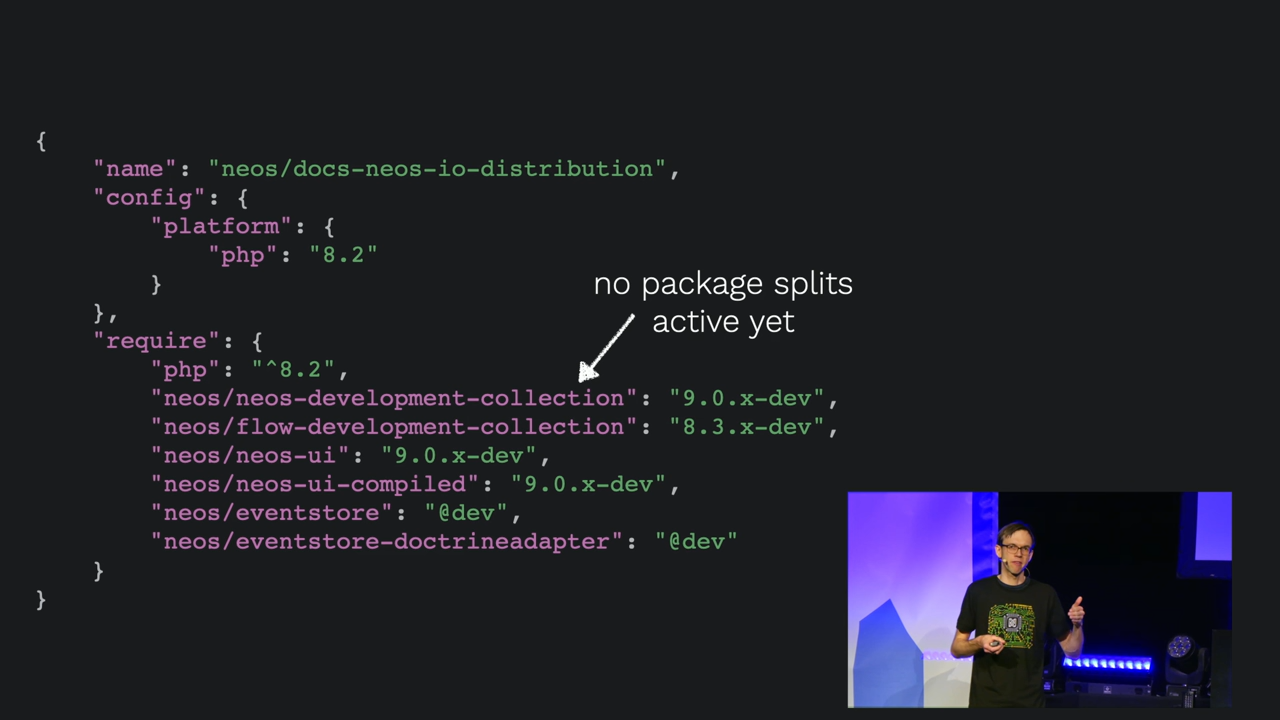 {
"name": "neos/docs-neos-io-distribution",
"config": {
"platform": {
"php": "8.2"
}
},
"require": {
"php": "^8.2",
no package splits
active yet
"neos/neos-development-collection": "9.0.x-dev",
"neos/flow-development-collection": "8.3.x-dev",
"neos/neos-ui": "9.0.x-dev",
"neos/neos-ui-compiled": "9.0.x-dev",
"neos/eventstore": "@dev",
"neos/eventstore-doctrineadapter": "@dev"
}
}